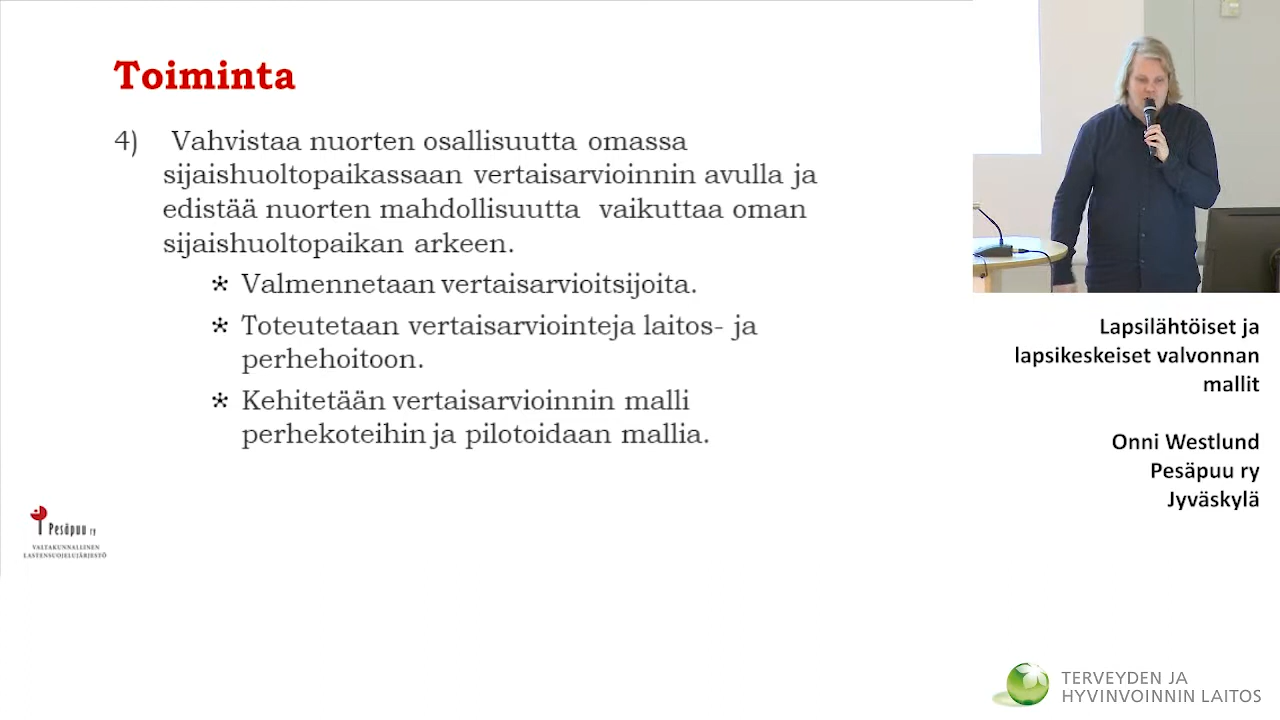 Toiminta
4) Vahvistaa nuorten osallisuutta omassa
sijaishuoltopaikassaan vertaisarvioinnin avulla ja
edistää nuorten mahdollisuutta vaikuttaa oman
sijaishuoltopaikan arkeen.
* Valmennetaan vertaisarvioitsijoita.
* Toteutetaan vertaisarviointeja laitos- ja
perhehoitoon.
* Kehitetään vertaisarvioinnin malli
perhekoteihin ja pilotoidaan mallia.
Pesäpuu ry
VALTAKUNNALLINEN
LASTENSUOJELUJÄRJESTÖ
Lapsilähtöiset ja
lapsikeskeiset valvonnan
mallit
Onni Westlund
Pesäpuu ry
Jyväskylä
TERVEYDEN JA
HYVINVOINNIN LAITOS